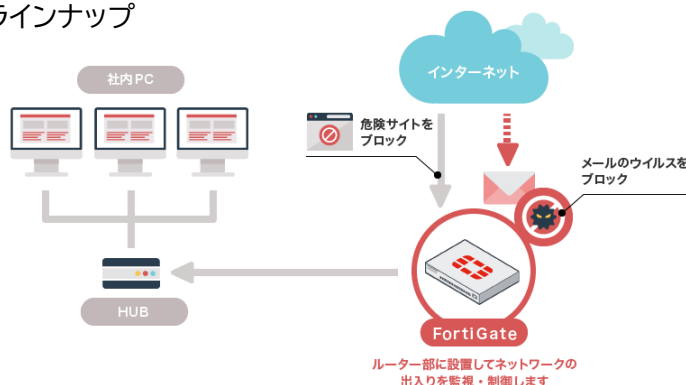 ラインナップ
社内PC
インターネット
危険サイトを
ブロック
メールのウイルスを
ブロック
HUB
FortiGate
ルーター部に設置してネットワークの
出入りを監視・制御します